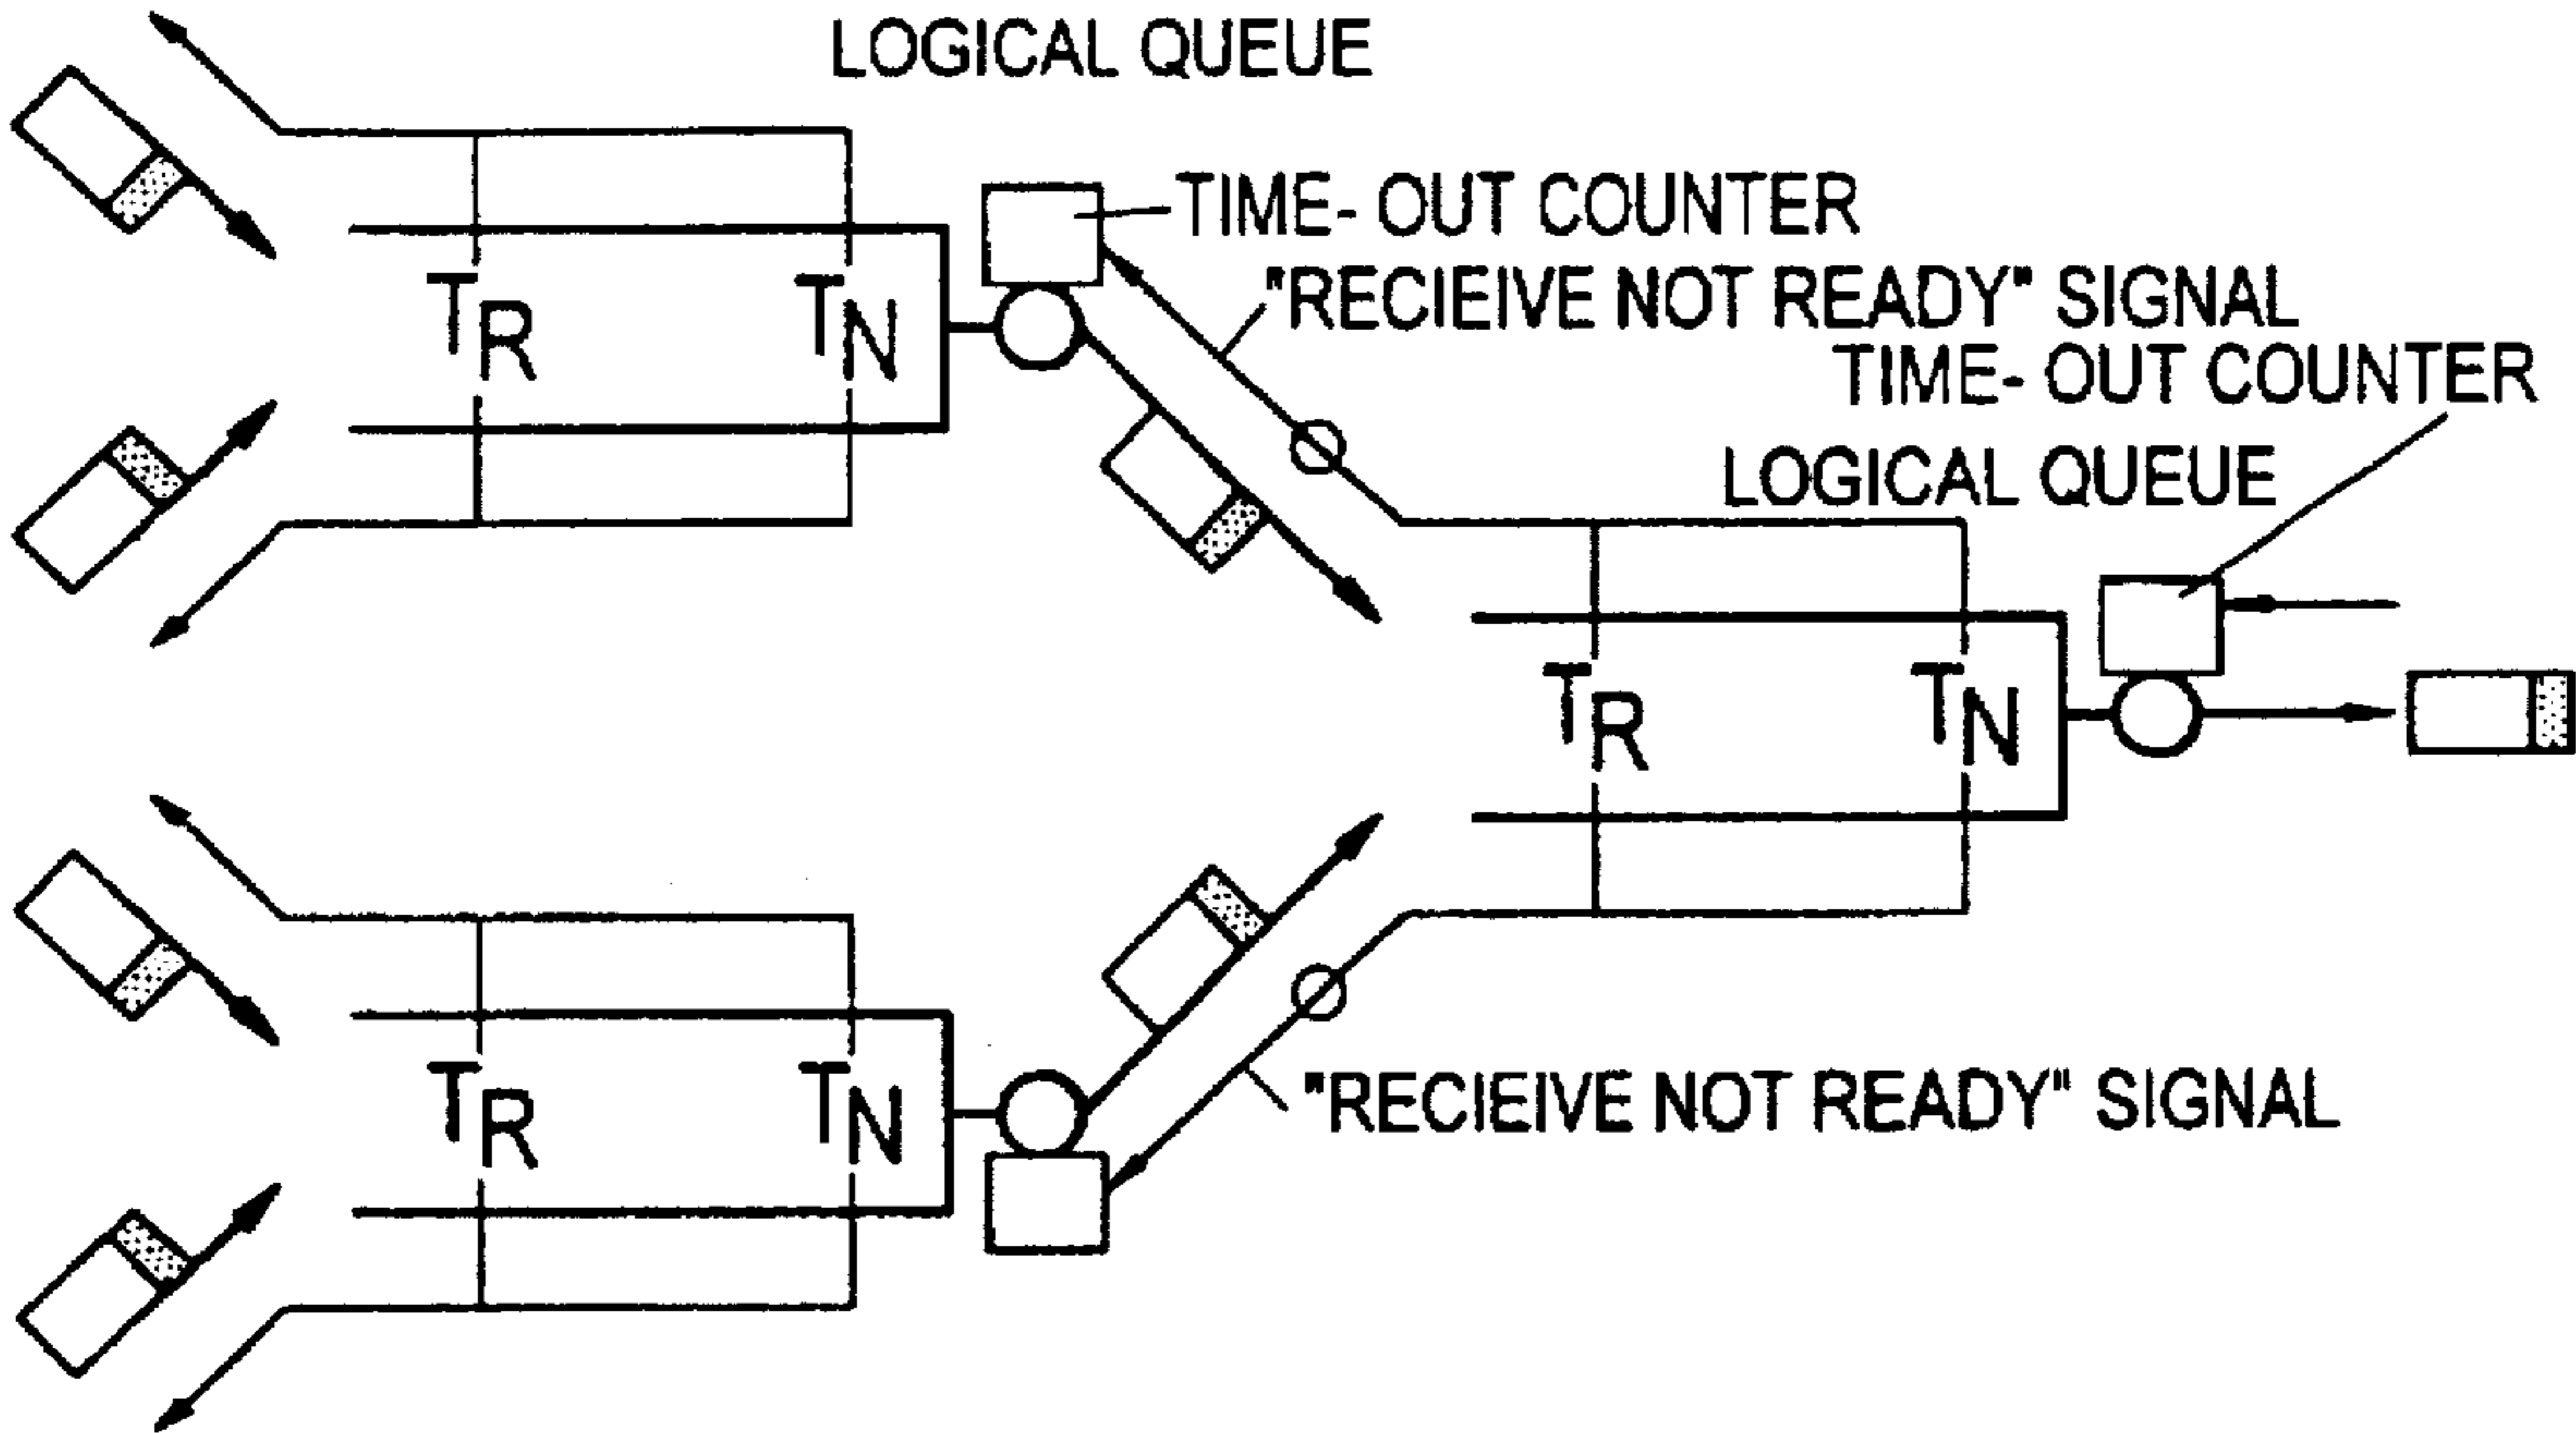 LOGICAL QUEUE
TIME- OUT COUNTER
"RECIEIVE NOT READY" SIGNAL
TIME- OUT COUNTER
LOGICAL QUEUE
TR TN
TR TN
TR TN
"RECIEIVE NOT READY" SIGNAL